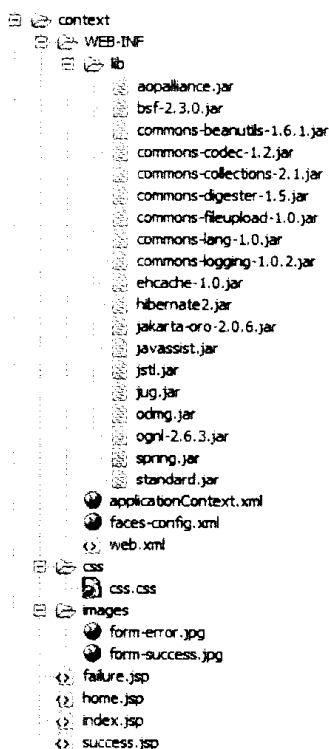 context
WEB-INF
lib
aopalliance.jar
bsf-2.3.0.jar
commons-beanutils-1.6.1.jar
commons-codec-1.2.jar
commons-collections-2.1.jar
commons-digester-1.5.jar
commons-fileupload-1.0.jar
commons-lang-1.0.jar
commons-logging-1.0.2.jar
ehcache-1.0.jar
hibernate2.jar
jakarta-oro-2.0.6.jar
javassist.jar
jstl.jar
jug.jar
odmg.jar
ognl-2.6.3.jar
spring.jar
standard.jar
applicationContext.xml
faces-config.xml
web.xml
css
css.css
images
form-error.jpg
form-success.jpg
failure.jsp
home.jsp
index.jsp
success.jsp